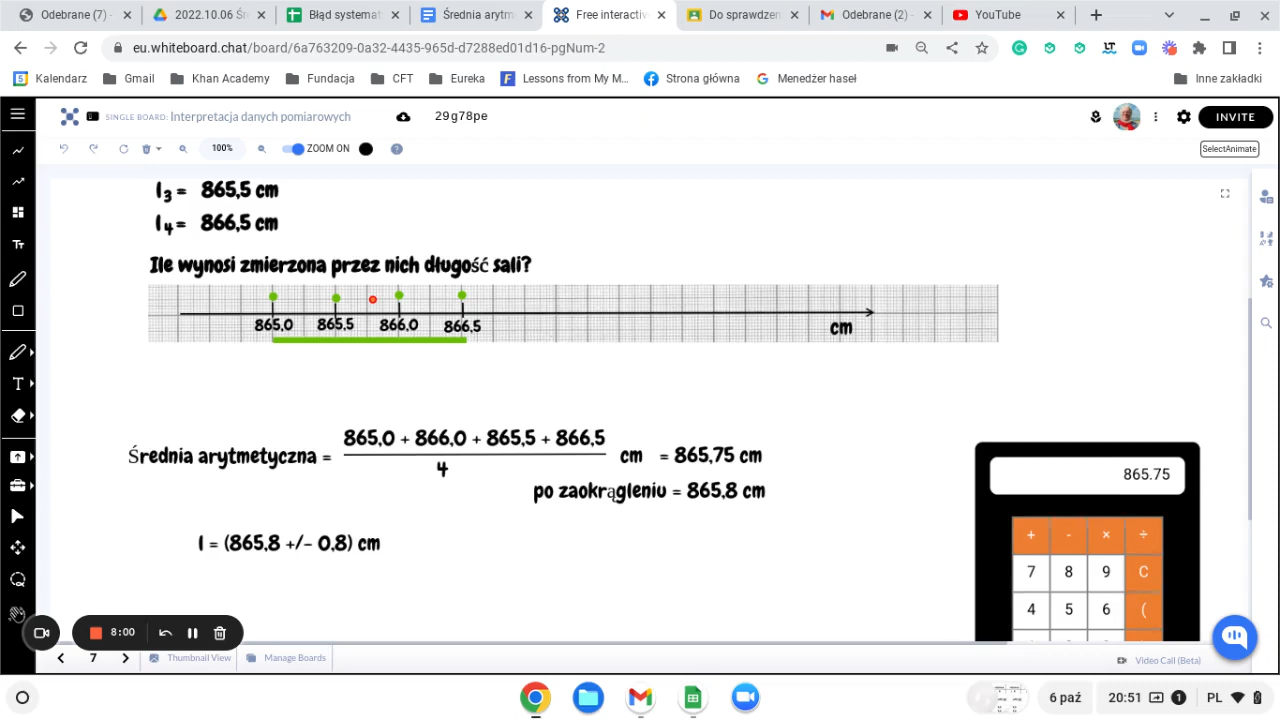 Odebrane (7) -
2022.10.06 Śr
Błąd systemat
Średnia arytm
Free interactiv
Do sprawdzen
Odebrane (2) -
YouTube
eu.whiteboard.chat/board/6a763209-0a32-4435-965d-d7288ed01d16-pgNum-2
Kalendarz
Gmail
Khan Academy
Fundacja
CFT
Eureka
Lessons from My M...
Strona główna
Menedżer haseł
Inne zakładki
SINGLE BOARD: Interpretacja danych pomiarowych
29g78pe
INVITE
100%
ZOOM ON
SelectAnimate
l3 = 865,5 cm
l4 = 866,5 cm
Ile wynosi zmierzona przez nich długość sali?
865,0 865,5 866,0 866,5
cm
Średnia arytmetyczna = 865,0 + 866,0 + 865,5 + 866,5
4
cm = 865,75 cm
po zaokrągleniu = 865,8 cm
l = (865,8 +/- 0,8) cm
865.75
+ - × ÷
7 8 9 C
4 5 6 (
8:00
7
Thumbnail View
Manage Boards
Video Call (Beta)
6 paź
20:51
1
PL